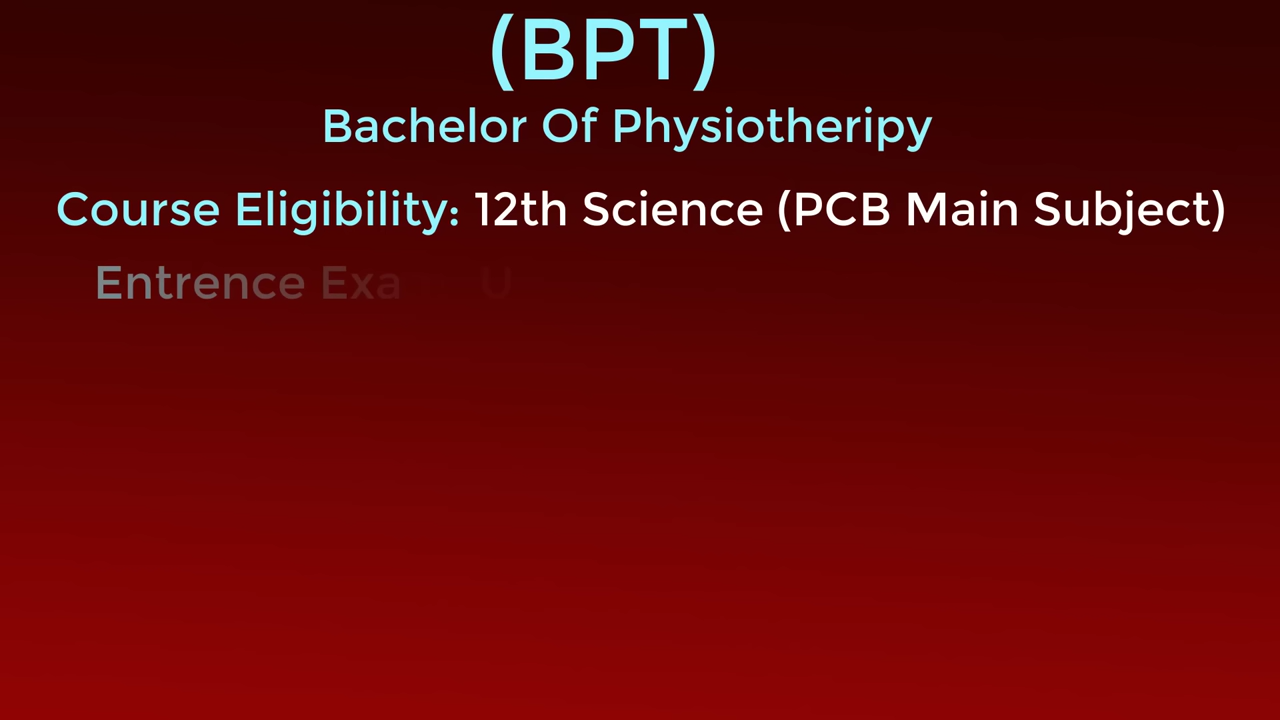 (BPT)
Bachelor Of Physiotheripy
Course Eligibility: 12th Science (PCB Main Subject)
Entrence